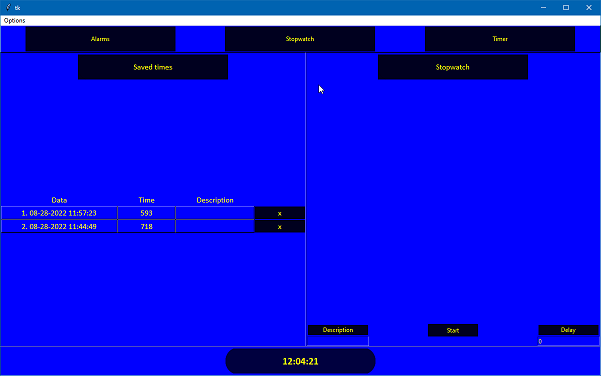 tk
Options
Alarms Stopwatch Timer
Saved times Stopwatch
Data Time Description
1. 08-28-2022 11:57:23 593 x
2. 08-28-2022 11:44:49 718 x
Description Start Delay
0
12:04:21